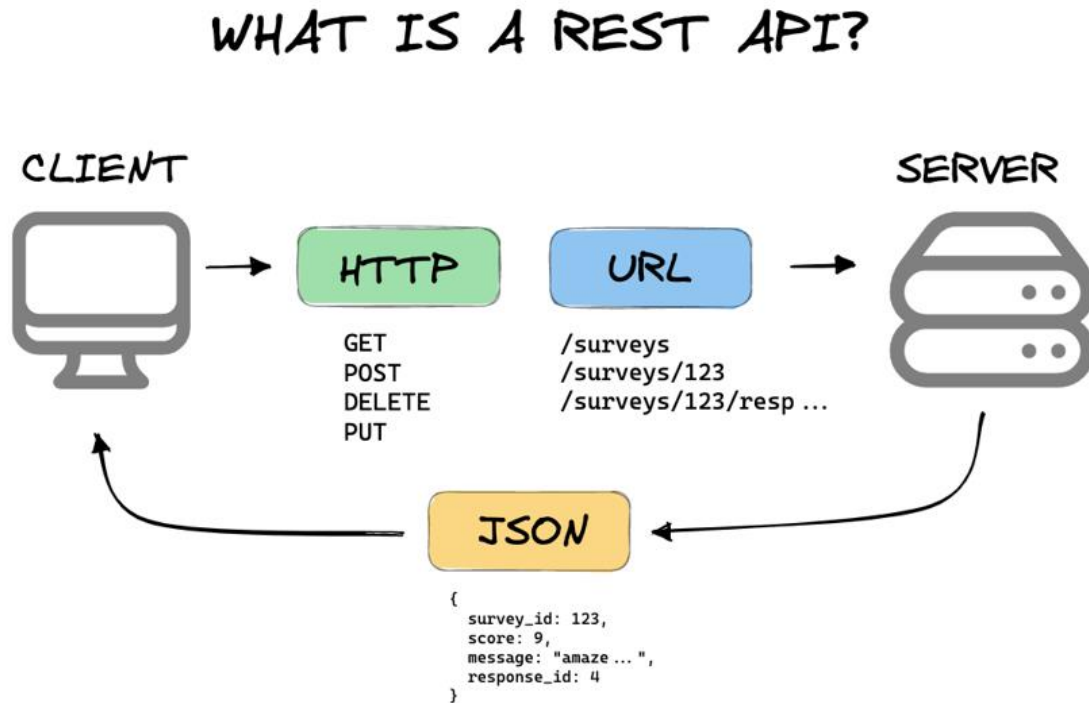 WHAT IS A REST API?
CLIENT
SERVER
HTTP
URL
GET
POST
DELETE
PUT
/surveys
/surveys/123
/surveys/123/resp ...
JSON
{
survey_id: 123,
score: 9,
message: "amaze ... ",
response_id: 4
}